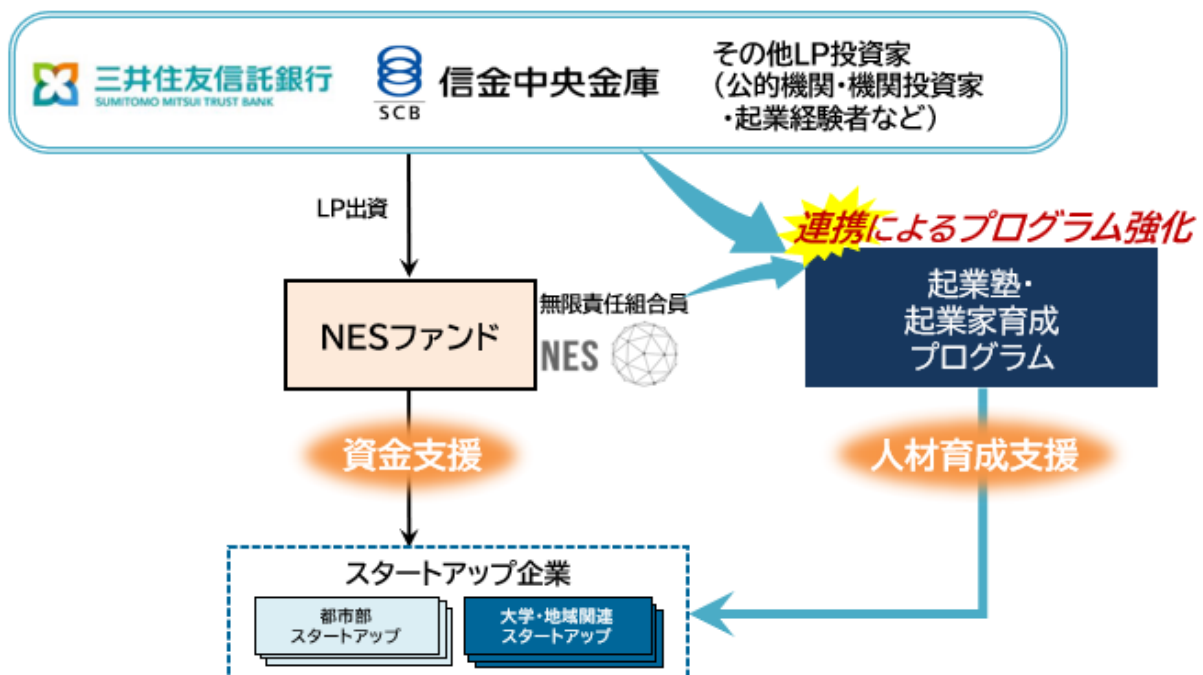 三井住友信託銀行
SUMITOMO MITSUI TRUST BANK
SCB
信金中央金庫
その他LP投資家
（公的機関・機関投資家
・起業経験者など）
LP出資
連携によるプログラム強化
NESファンド
無限責任組合員
NES
起業塾・
起業家育成
プログラム
資金支援
人材育成支援
スタートアップ企業
都市部
スタートアップ
大学・地域関連
スタートアップ